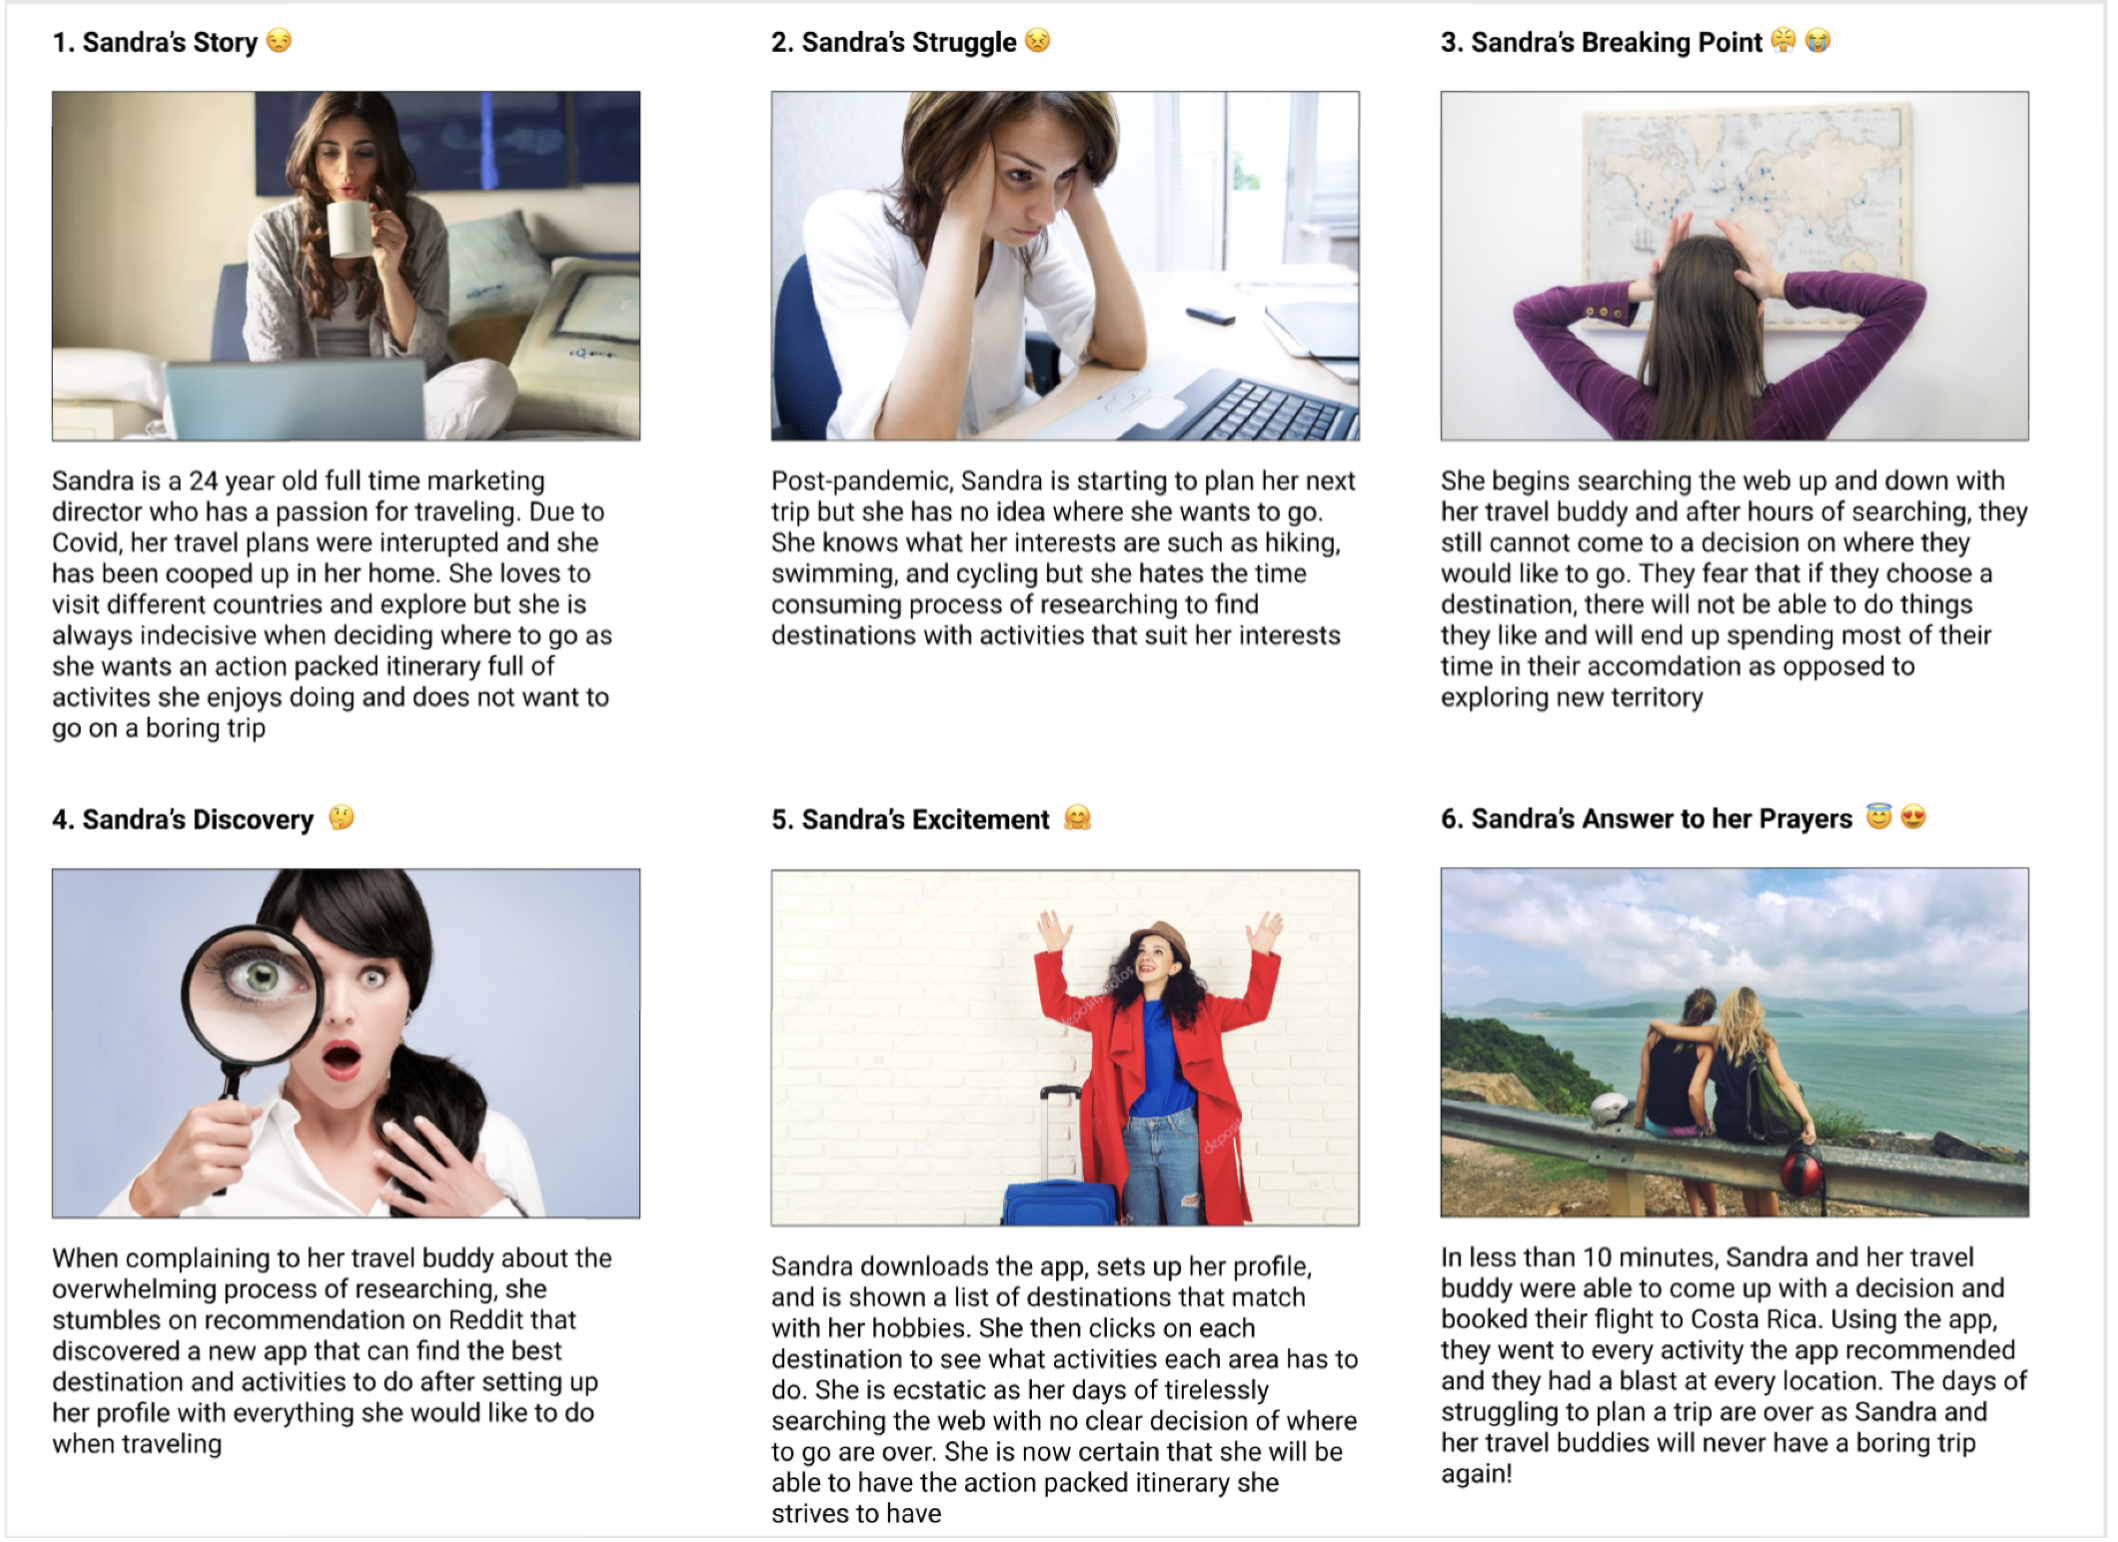 1. Sandra's Story 😒
Sandra is a 24 year old full time marketing
director who has a passion for traveling. Due to
Covid, her travel plans were interupted and she
has been cooped up in her home. She loves to
visit different countries and explore but she is
always indecisive when deciding where to go as
she wants an action packed itinerary full of
activites she enjoys doing and does not want to
go on a boring trip
2. Sandra's Struggle 😣
Post-pandemic, Sandra is starting to plan her next
trip but she has no idea where she wants to go.
She knows what her interests are such as hiking,
swimming, and cycling but she hates the time
consuming process of researching to find
destinations with activities that suit her interests
3. Sandra's Breaking Point 😤 😭
She begins searching the web up and down with
her travel buddy and after hours of searching, they
still cannot come to a decision on where they
would like to go. They fear that if they choose a
destination, there will not be able to do things
they like and will end up spending most of their
time in their accomdation as opposed to
exploring new territory
4. Sandra's Discovery 🤔
When complaining to her travel buddy about the
overwhelming process of researching, she
stumbles on recommendation on Reddit that
discovered a new app that can find the best
destination and activities to do after setting up
her profile with everything she would like to do
when traveling
5. Sandra's Excitement 🤗
depositphotos
Sandra downloads the app, sets up her profile,
and is shown a list of destinations that match
with her hobbies. She then clicks on each
destination to see what activities each area has to
do. She is ecstatic as her days of tirelessly
searching the web with no clear decision of where
to go are over. She is now certain that she will be
able to have the action packed itinerary she
strives to have
6. Sandra's Answer to her Prayers 😇 😍
In less than 10 minutes, Sandra and her travel
buddy were able to come up with a decision and
booked their flight to Costa Rica. Using the app,
they went to every activity the app recommended
and they had a blast at every location. The days of
struggling to plan a trip are over as Sandra and
her travel buddies will never have a boring trip
again!